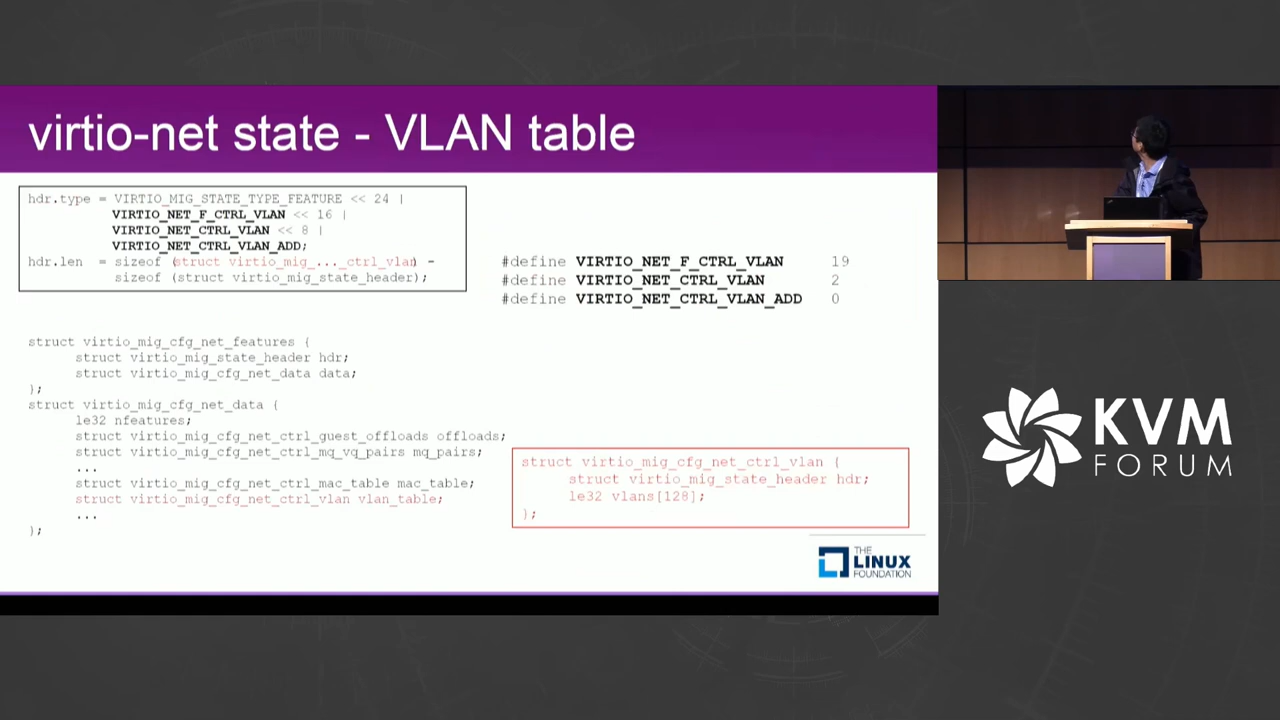 virtio-net state - VLAN table
hdr.type = VIRTIO_MIG_STATE_TYPE_FEATURE << 24 |
VIRTIO_NET_F_CTRL_VLAN << 16 |
VIRTIO_NET_CTRL_VLAN << 8 |
VIRTIO_NET_CTRL_VLAN_ADD;
hdr.len = sizeof (struct virtio_mig_..._ctrl_vlan) -
sizeof (struct virtio_mig_state_header);
#define VIRTIO_NET_F_CTRL_VLAN 19
#define VIRTIO_NET_CTRL_VLAN 2
#define VIRTIO_NET_CTRL_VLAN_ADD 0
struct virtio_mig_cfg_net_features {
struct virtio_mig_state_header hdr;
struct virtio_mig_cfg_net_data data;
};
struct virtio_mig_cfg_net_data {
le32 nfeatures;
struct virtio_mig_cfg_net_ctrl_guest_offloads offloads;
struct virtio_mig_cfg_net_ctrl_mq_vq_pairs mq_pairs;
...
struct virtio_mig_cfg_net_ctrl_mac_table mac_table;
struct virtio_mig_cfg_net_ctrl_vlan vlan_table;
...
};
struct virtio_mig_cfg_net_ctrl_vlan {
struct virtio_mig_state_header hdr;
le32 vlans[128];
};
THE
LINUX
FOUNDATION
KVM
FORUM